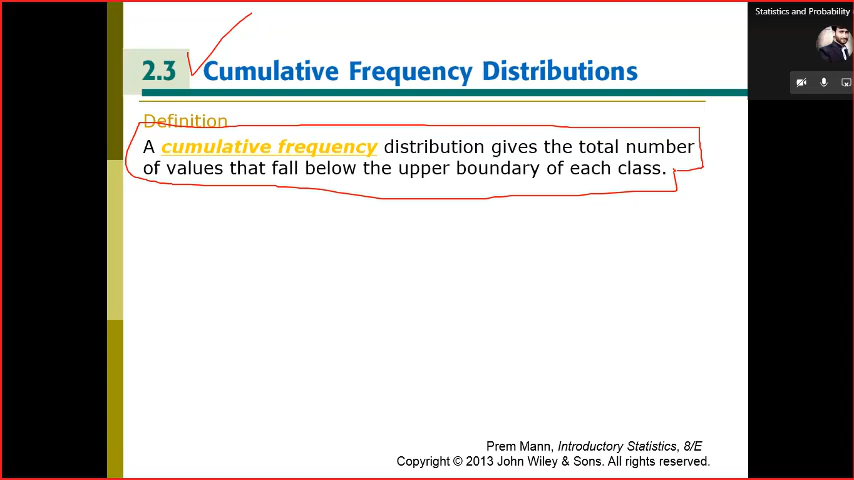 Statistics and Probability
2.3 Cumulative Frequency Distributions
Definition
A cumulative frequency distribution gives the total number
of values that fall below the upper boundary of each class.
Prem Mann, Introductory Statistics, 8/E
Copyright © 2013 John Wiley & Sons. All rights reserved.